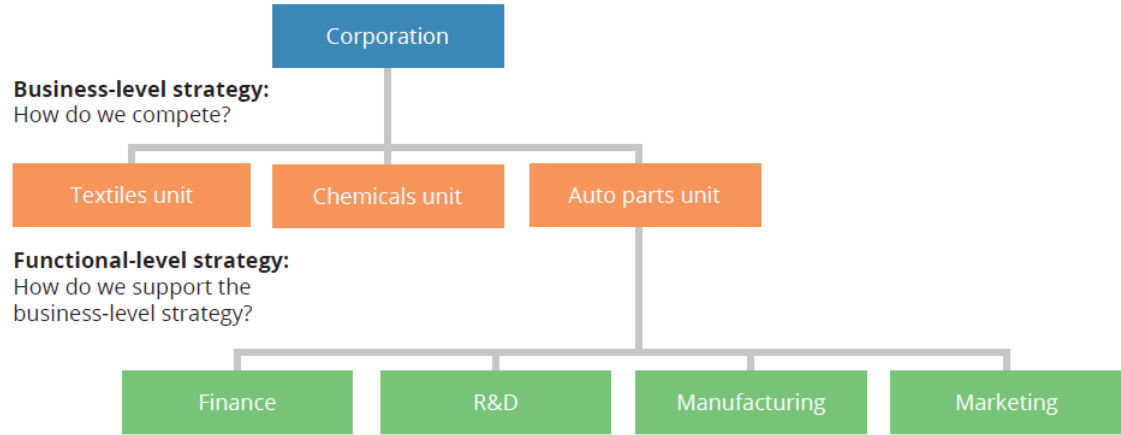 Corporation
Business-level strategy:
How do we compete?
Textiles unit
Chemicals unit
Auto parts unit
Functional-level strategy:
How do we support the
business-level strategy?
Finance
R&D
Manufacturing
Marketing